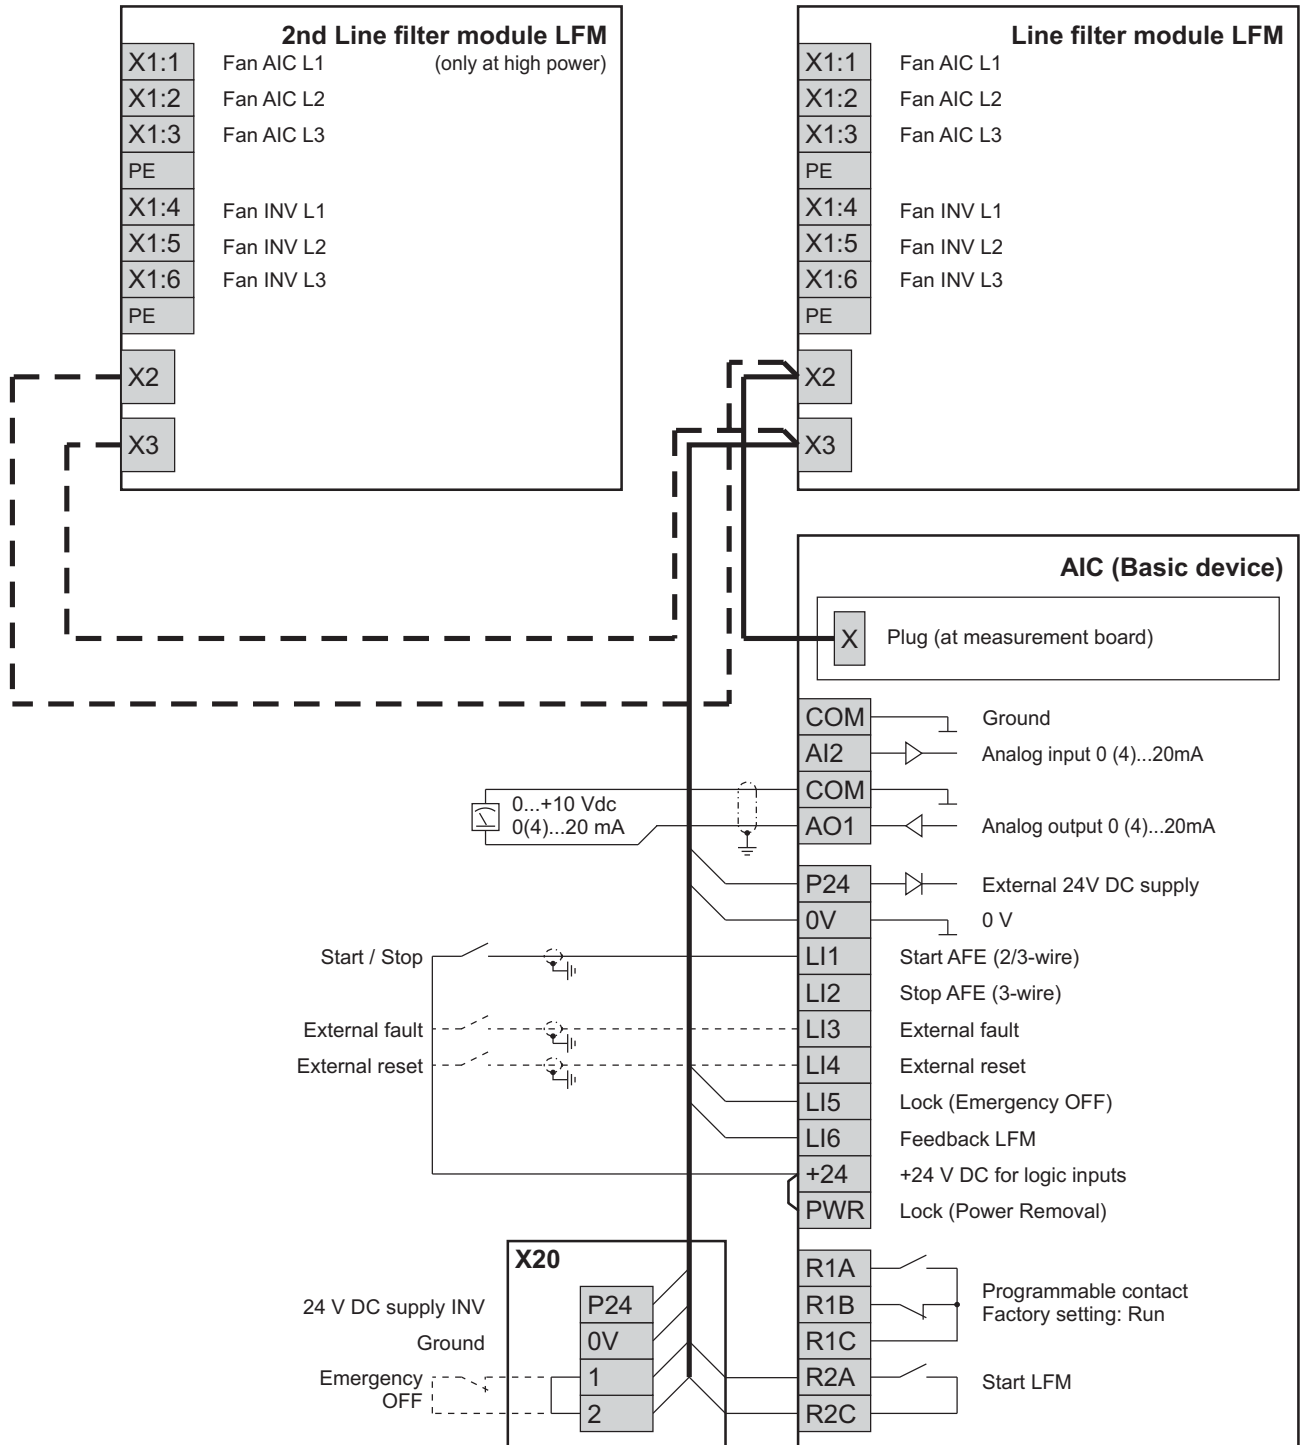 2nd Line filter module LFM
(only at high power)
X1:1 Fan AIC L1
X1:2 Fan AIC L2
X1:3 Fan AIC L3
PE
X1:4 Fan INV L1
X1:5 Fan INV L2
X1:6 Fan INV L3
PE
X2
X3
Line filter module LFM
X1:1 Fan AIC L1
X1:2 Fan AIC L2
X1:3 Fan AIC L3
PE
X1:4 Fan INV L1
X1:5 Fan INV L2
X1:6 Fan INV L3
PE
X2
X3
AIC (Basic device)
X Plug (at measurement board)
COM Ground
AI2 Analog input 0 (4)...20mA
COM
0...+10 Vdc
0(4)...20 mA
AO1 Analog output 0 (4)...20mA
P24 External 24V DC supply
0V 0 V
Start / Stop LI1 Start AFE (2/3-wire)
LI2 Stop AFE (3-wire)
External fault LI3 External fault
External reset LI4 External reset
LI5 Lock (Emergency OFF)
LI6 Feedback LFM
+24 +24 V DC for logic inputs
PWR Lock (Power Removal)
X20
24 V DC supply INV P24
Ground 0V
Emergency
OFF
1
2
R1A
R1B
R1C
Programmable contact
Factory setting: Run
R2A
R2C
Start LFM